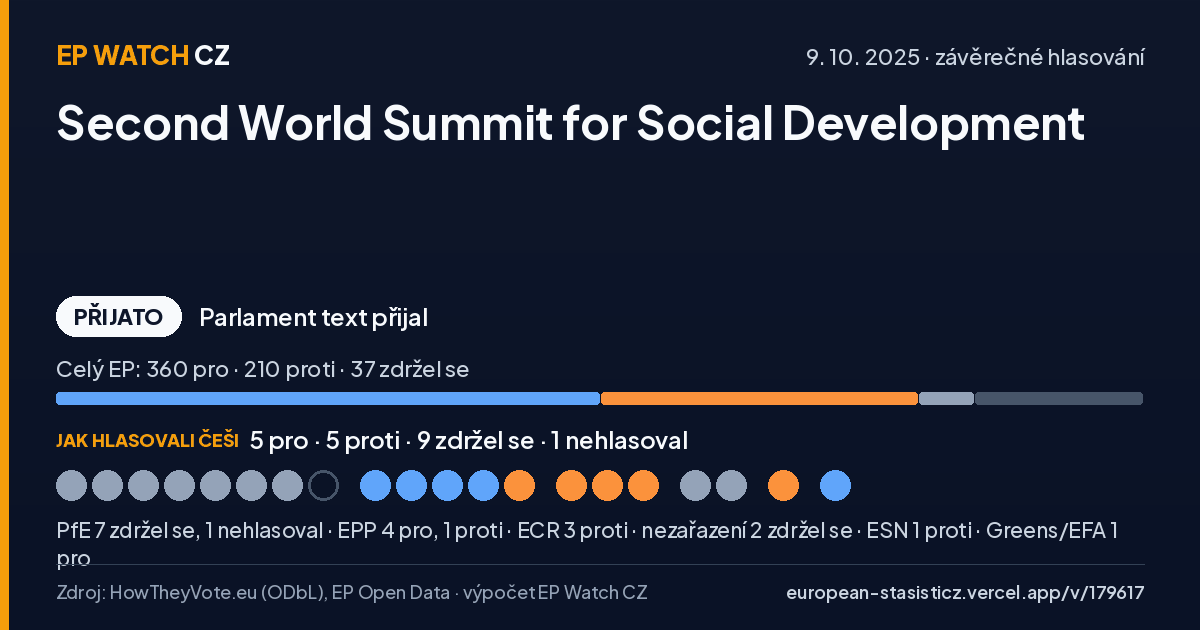 EP WATCH CZ
9. 10. 2025 · závěrečné hlasování
Second World Summit for Social Development
PŘIJATO Parlament text přijal
Celý EP: 360 pro · 210 proti · 37 zdržel se
JAK HLASOVALI ČEŠI 5 pro · 5 proti · 9 zdržel se · 1 nehlasoval
PfE 7 zdržel se, 1 nehlasoval · EPP 4 pro, 1 proti · ECR 3 proti · nezařazení 2 zdržel se · ESN 1 proti · Greens/EFA 1
pro
Zdroj: HowTheyVote.eu (ODbL), EP Open Data · výpočet EP Watch CZ
european-stasisticz.vercel.app/v/179617